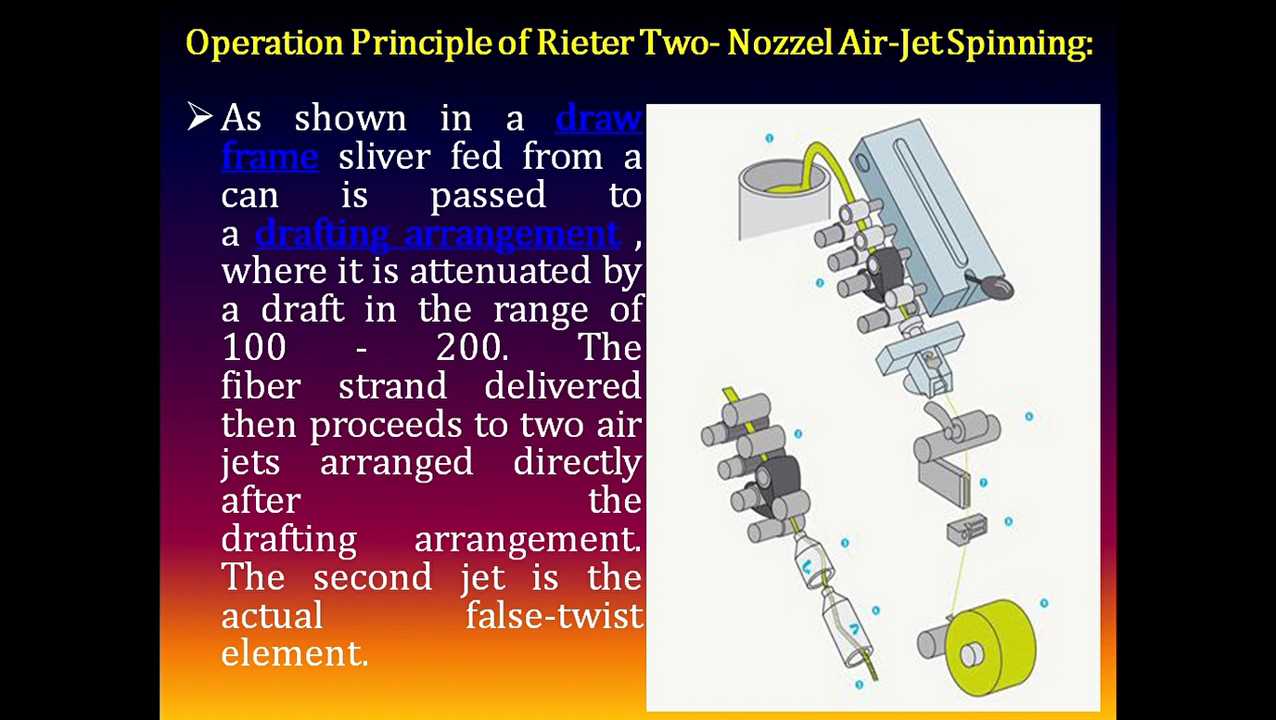 Operation Principle of Rieter Two- Nozzel Air-Jet Spinning:
➢ As shown in a draw
frame sliver fed from a
can is passed to
a drafting arrangement ,
where it is attenuated by
a draft in the range of
100 - 200. The
fiber strand delivered
then proceeds to two air
jets arranged directly
after the
drafting arrangement.
The second jet is the
actual false-twist
element.
1
2